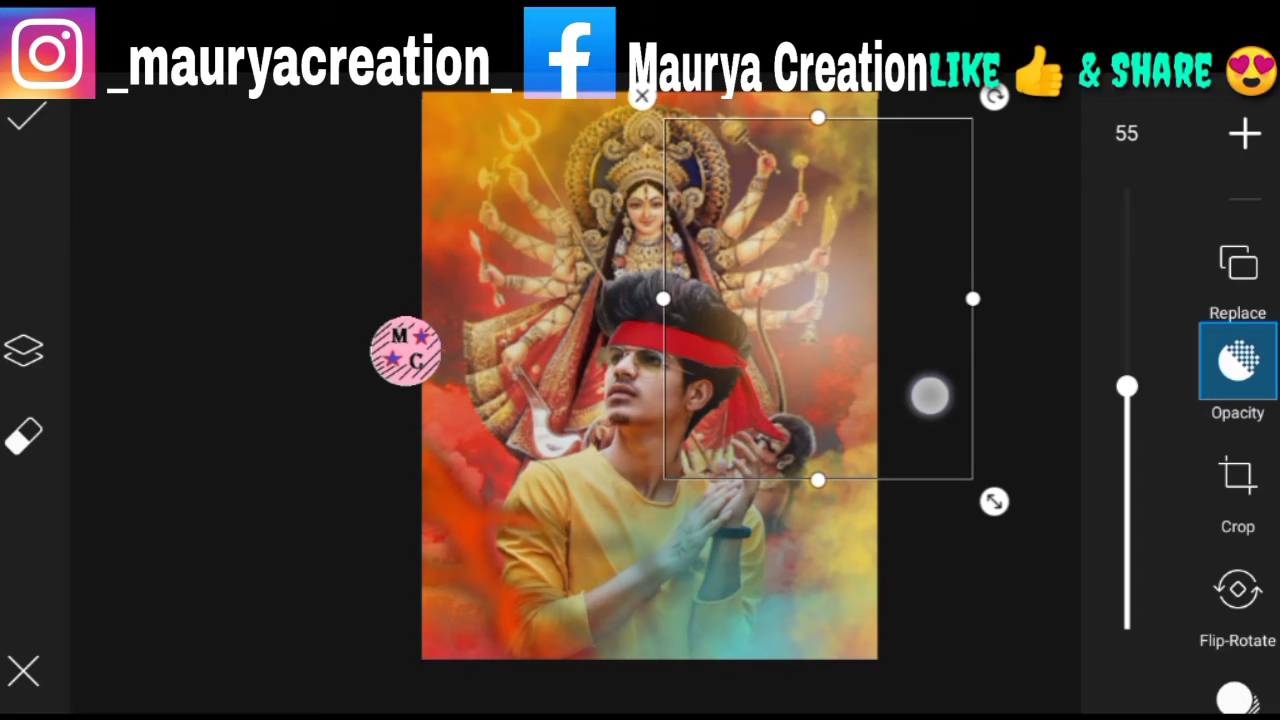 _mauryacreation_
Maurya Creation
LIKE 👍 & SHARE 😍
55
Replace
M
C
Opacity
Crop
Flip-Rotate